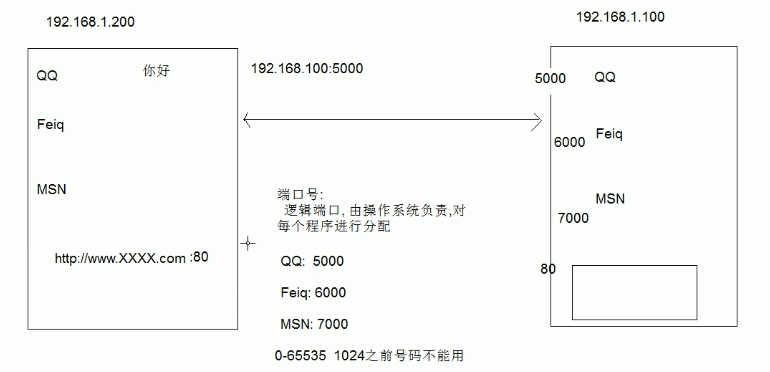 192.168.1.200
192.168.1.100
QQ
你好
192.168.100:5000
5000
QQ
Feiq
6000
Feiq
MSN
端口号:
逻辑端口, 由操作系统负责,对
每个程序进行分配
MSN
7000
http://www.XXXX.com :80
QQ: 5000
80
Feiq: 6000
MSN: 7000
0-65535 1024之前号码不能用